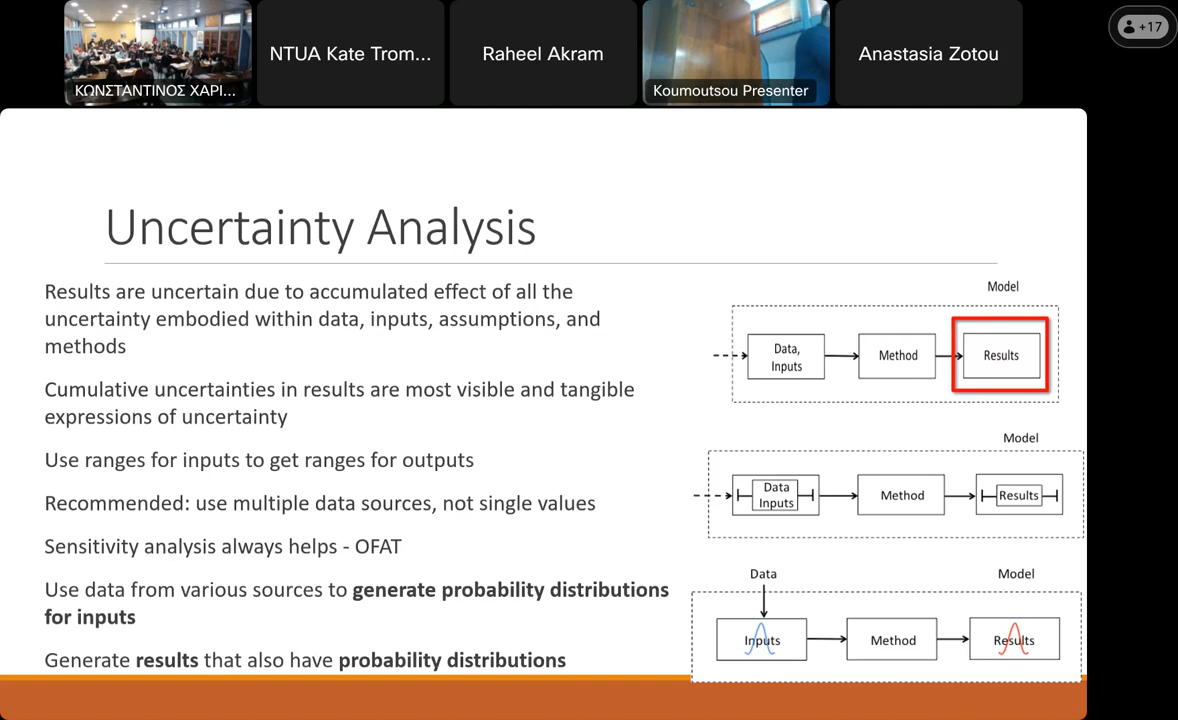 +17
ΚΩΝΣΤΑΝΤΙΝΟΣ ΧΑΡΙ...
NTUA Kate Trom...
Raheel Akram
Koumoutsou Presenter
Anastasia Zotou
Uncertainty Analysis
Results are uncertain due to accumulated effect of all the
uncertainty embodied within data, inputs, assumptions, and
methods
Cumulative uncertainties in results are most visible and tangible
expressions of uncertainty
Use ranges for inputs to get ranges for outputs
Recommended: use multiple data sources, not single values
Sensitivity analysis always helps - OFAT
Use data from various sources to generate probability distributions
for inputs
Generate results that also have probability distributions
Model
Data,
Inputs
Method
Results
Model
Data
Inputs
Method
Results
Data
Model
Inputs
Method
Results